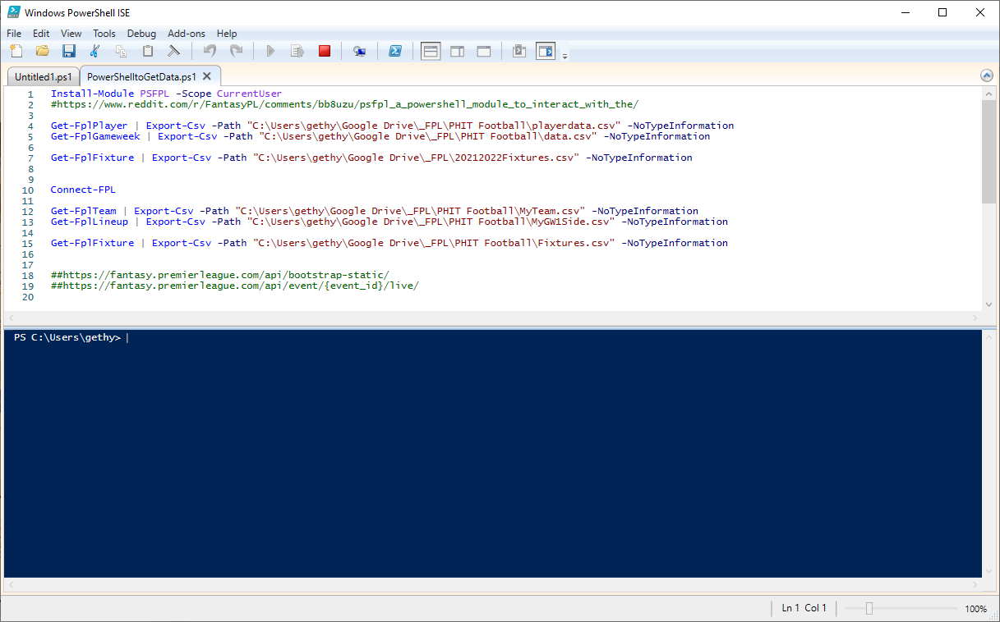 Windows PowerShell ISE
File Edit View Tools Debug Add-ons Help
Untitled1.ps1 PowerShelltoGetData.ps1
1 Install-Module PSFPL -Scope CurrentUser
2 #https://www.reddit.com/r/FantasyPL/comments/bb8uzu/psfpl_a_powershell_module_to_interact_with_the/
3
4 Get-FplPlayer | Export-Csv -Path "C:\Users\gethy\Google Drive\_FPL\PHIT Football\playerdata.csv" -NoTypeInformation
5 Get-FplGameweek | Export-Csv -Path "C:\Users\gethy\Google Drive\_FPL\PHIT Football\data.csv" -NoTypeInformation
6
7 Get-FplFixture | Export-Csv -Path "C:\Users\gethy\Google Drive\_FPL\20212022Fixtures.csv" -NoTypeInformation
8
9
10 Connect-FPL
11
12 Get-FplTeam | Export-Csv -Path "C:\Users\gethy\Google Drive\_FPL\PHIT Football\MyTeam.csv" -NoTypeInformation
13 Get-FplLineup | Export-Csv -Path "C:\Users\gethy\Google Drive\_FPL\PHIT Football\MyGW1Side.csv" -NoTypeInformation
14
15 Get-FplFixture | Export-Csv -Path "C:\Users\gethy\Google Drive\_FPL\PHIT Football\Fixtures.csv" -NoTypeInformation
16
17
18 ##https://fantasy.premierleague.com/api/bootstrap-static/
19 ##https://fantasy.premierleague.com/api/event/{event_id}/live/
20
PS C:\Users\gethy>
Ln 1 Col 1 100%